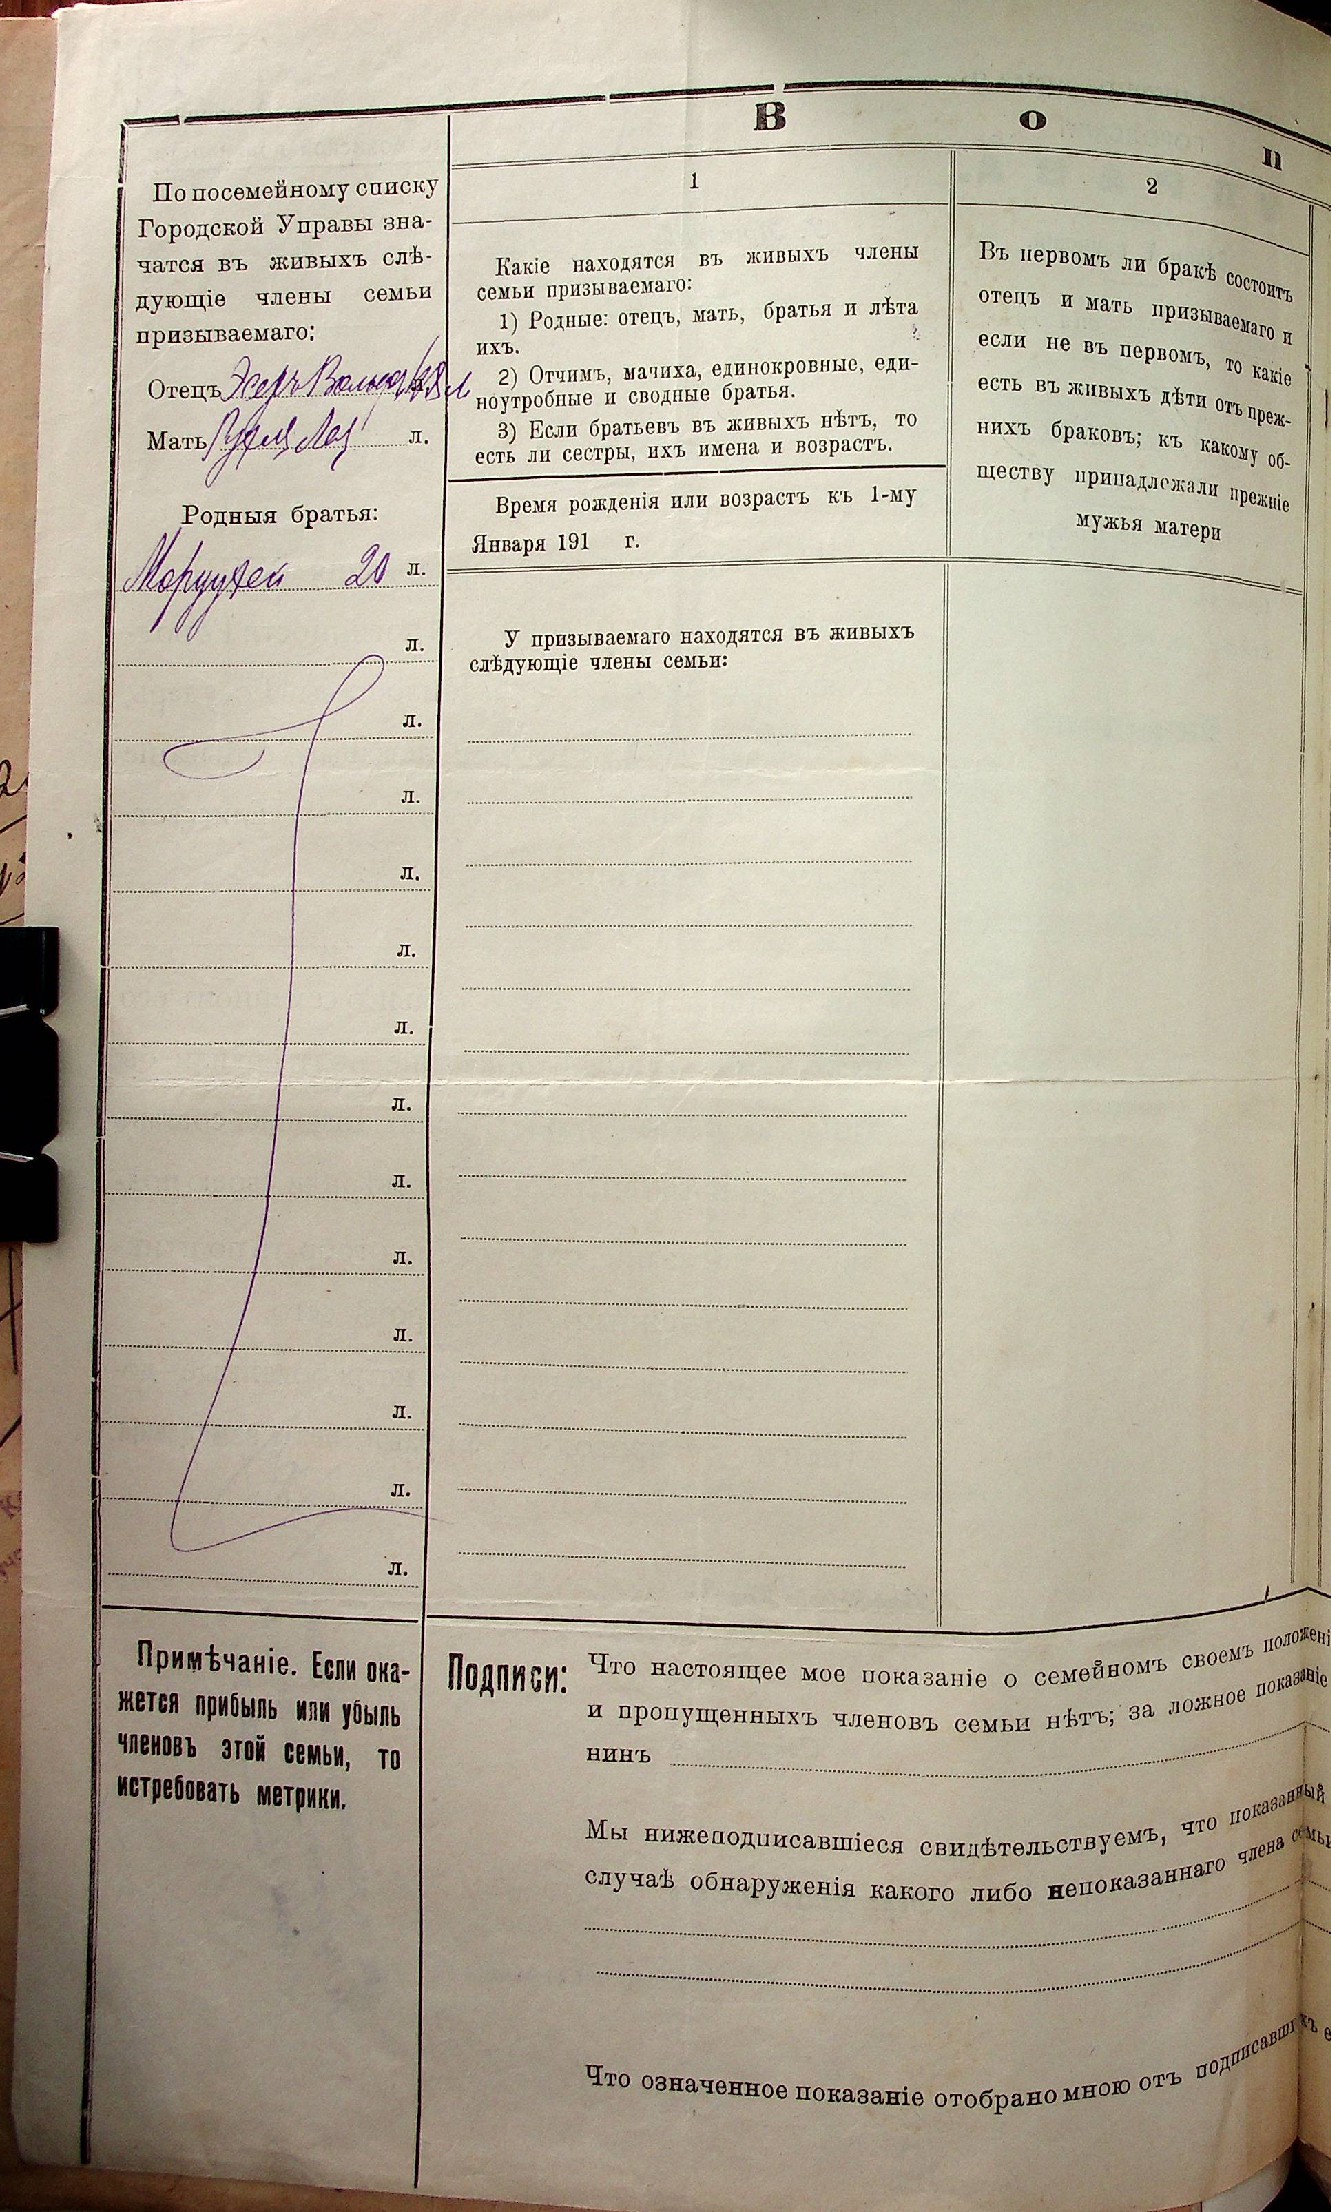 В о п
По посемейному списку
Городской Управы зна-
чатся въ живыхъ слѣ-
дующіе члены семьи
призываемаго:
Отецъ
Мать л.
Родныя братья:
20 л.
л.
л.
л.
л.
л.
л.
л.
л.
л.
л.
л.
л.
л.
Примѣчаніе. Если ока-
жется прибыль или убыль
членовъ этой семьи, то
истребовать метрики.
1
Какіе находятся въ живыхъ члены
семьи призываемаго:
1) Родные: отецъ, мать, братья и лѣта
ихъ.
2) Отчимъ, мачиха, единокровные, еди-
ноутробные и сводные братья.
3) Если братьевъ въ живыхъ нѣтъ, то
есть ли сестры, ихъ имена и возрастъ.
Время рожденія или возрастъ къ 1-му
Января 191 г.
У призываемаго находятся въ живыхъ
слѣдующіе члены семьи:
2
Въ первомъ ли бракѣ состоитъ
отецъ и мать призываемаго и
если не въ первомъ, то какіе
есть въ живыхъ дѣти отъ преж-
нихъ браковъ; къ какому об-
ществу принадлежали прежніе
мужья матери
Подписи:
Что настоящее мое показаніе о семейномъ своемъ положені
и пропущенныхъ членовъ семьи нѣтъ; за ложное показаніе
нинъ
Мы нижеподписавшіеся свидѣтельствуемъ, что показанный
случаѣ обнаруженія какого либо непоказаннаго члена семьи
Что означенное показаніе отобрано мною отъ подписавшихъ е